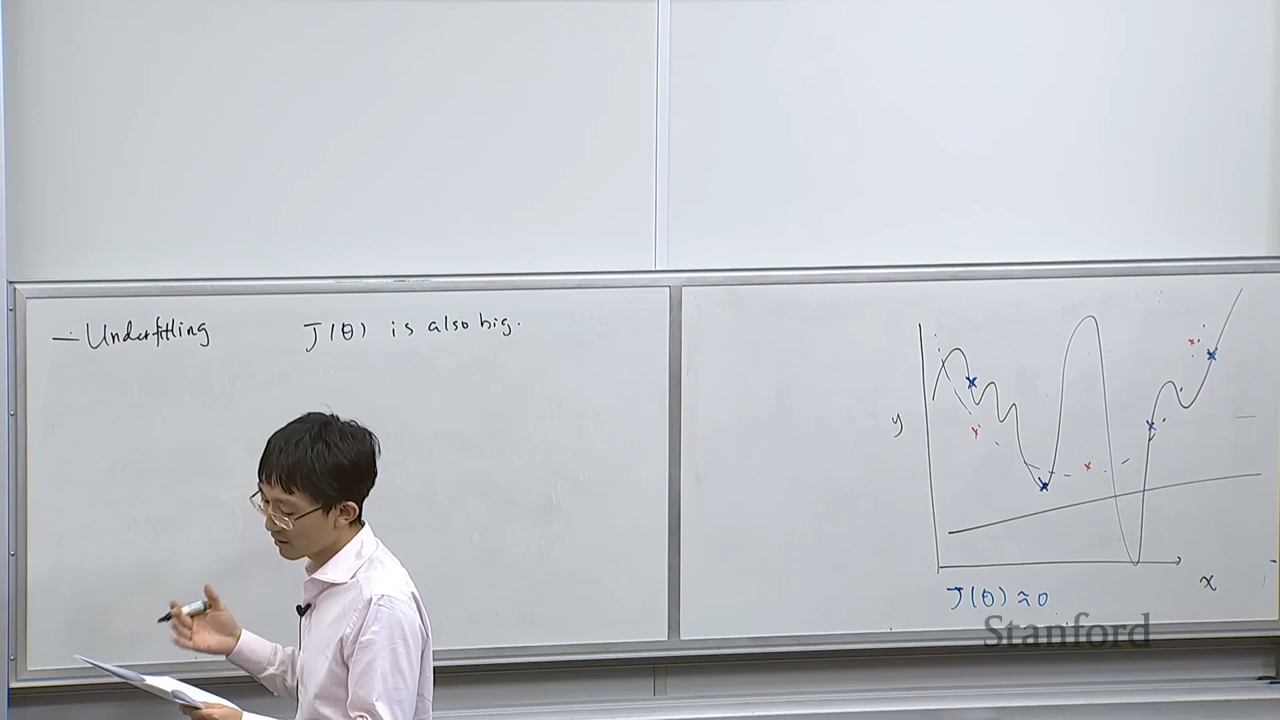 — Underfitting J(θ) is also big.
y
x
J(θ) ≈ 0
Stanford